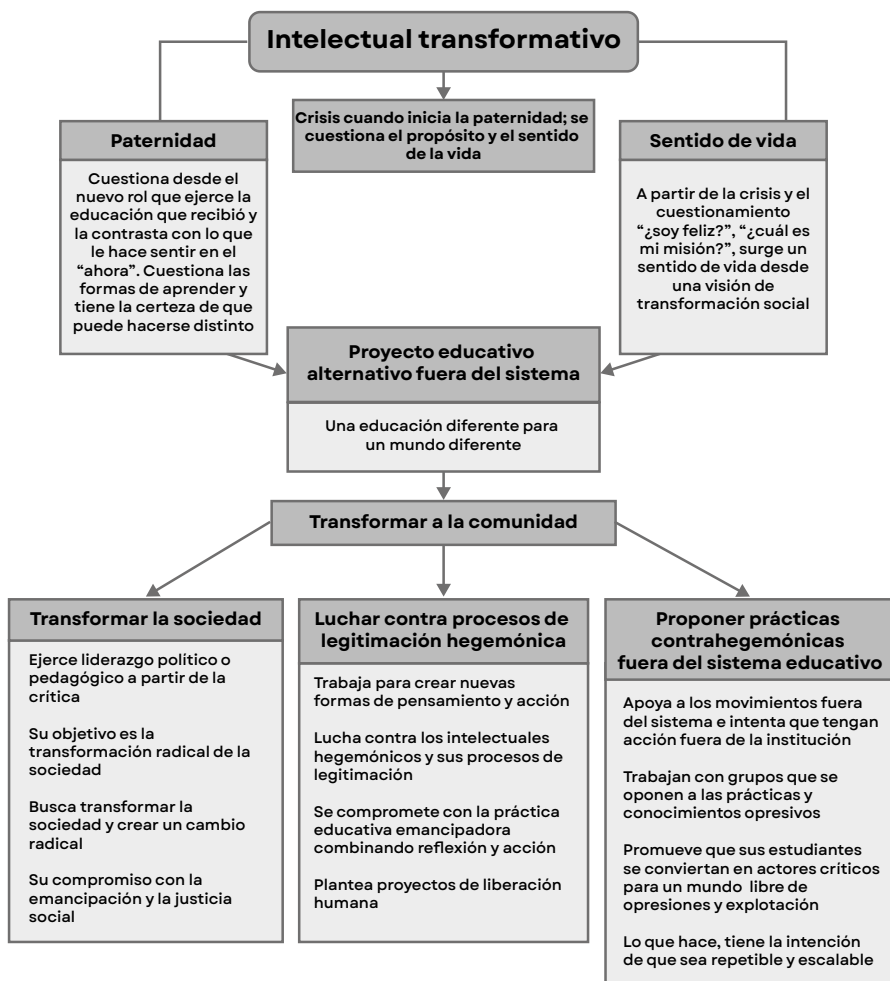 Intelectual transformativo
Crisis cuando inicia la paternidad; se
cuestiona el propósito y el sentido
de la vida
Paternidad
Cuestiona desde el
nuevo rol que ejerce la
educación que recibió y
la contrasta con lo que
le hace sentir en el
“ahora”. Cuestiona las
formas de aprender y
tiene la certeza de que
puede hacerse distinto
Sentido de vida
A partir de la crisis y el
cuestionamiento
“¿soy feliz?”, “¿cuál es
mi misión?”, surge un
sentido de vida desde
una visión de
transformación social
Proyecto educativo
alternativo fuera del sistema
Una educación diferente para
un mundo diferente
Transformar a la comunidad
Transformar la sociedad
Ejerce liderazgo político o
pedagógico a partir de la
crítica
Su objetivo es la
transformación radical de la
sociedad
Busca transformar la
sociedad y crear un cambio
radical
Su compromiso con la
emancipación y la justicia
social
Luchar contra procesos de
legitimación hegemónica
Trabaja para crear nuevas
formas de pensamiento y acción
Lucha contra los intelectuales
hegemónicos y sus procesos de
legitimación
Se compromete con la práctica
educativa emancipadora
combinando reflexión y acción
Plantea proyectos de liberación
humana
Proponer prácticas
contrahegemónicas
fuera del sistema educativo
Apoya a los movimientos fuera
del sistema e intenta que tengan
acción fuera de la institución
Trabajan con grupos que se
oponen a las prácticas y
conocimientos opresivos
Promueve que sus estudiantes
se conviertan en actores críticos
para un mundo libre de
opresiones y explotación
Lo que hace, tiene la intención
de que sea repetible y escalable